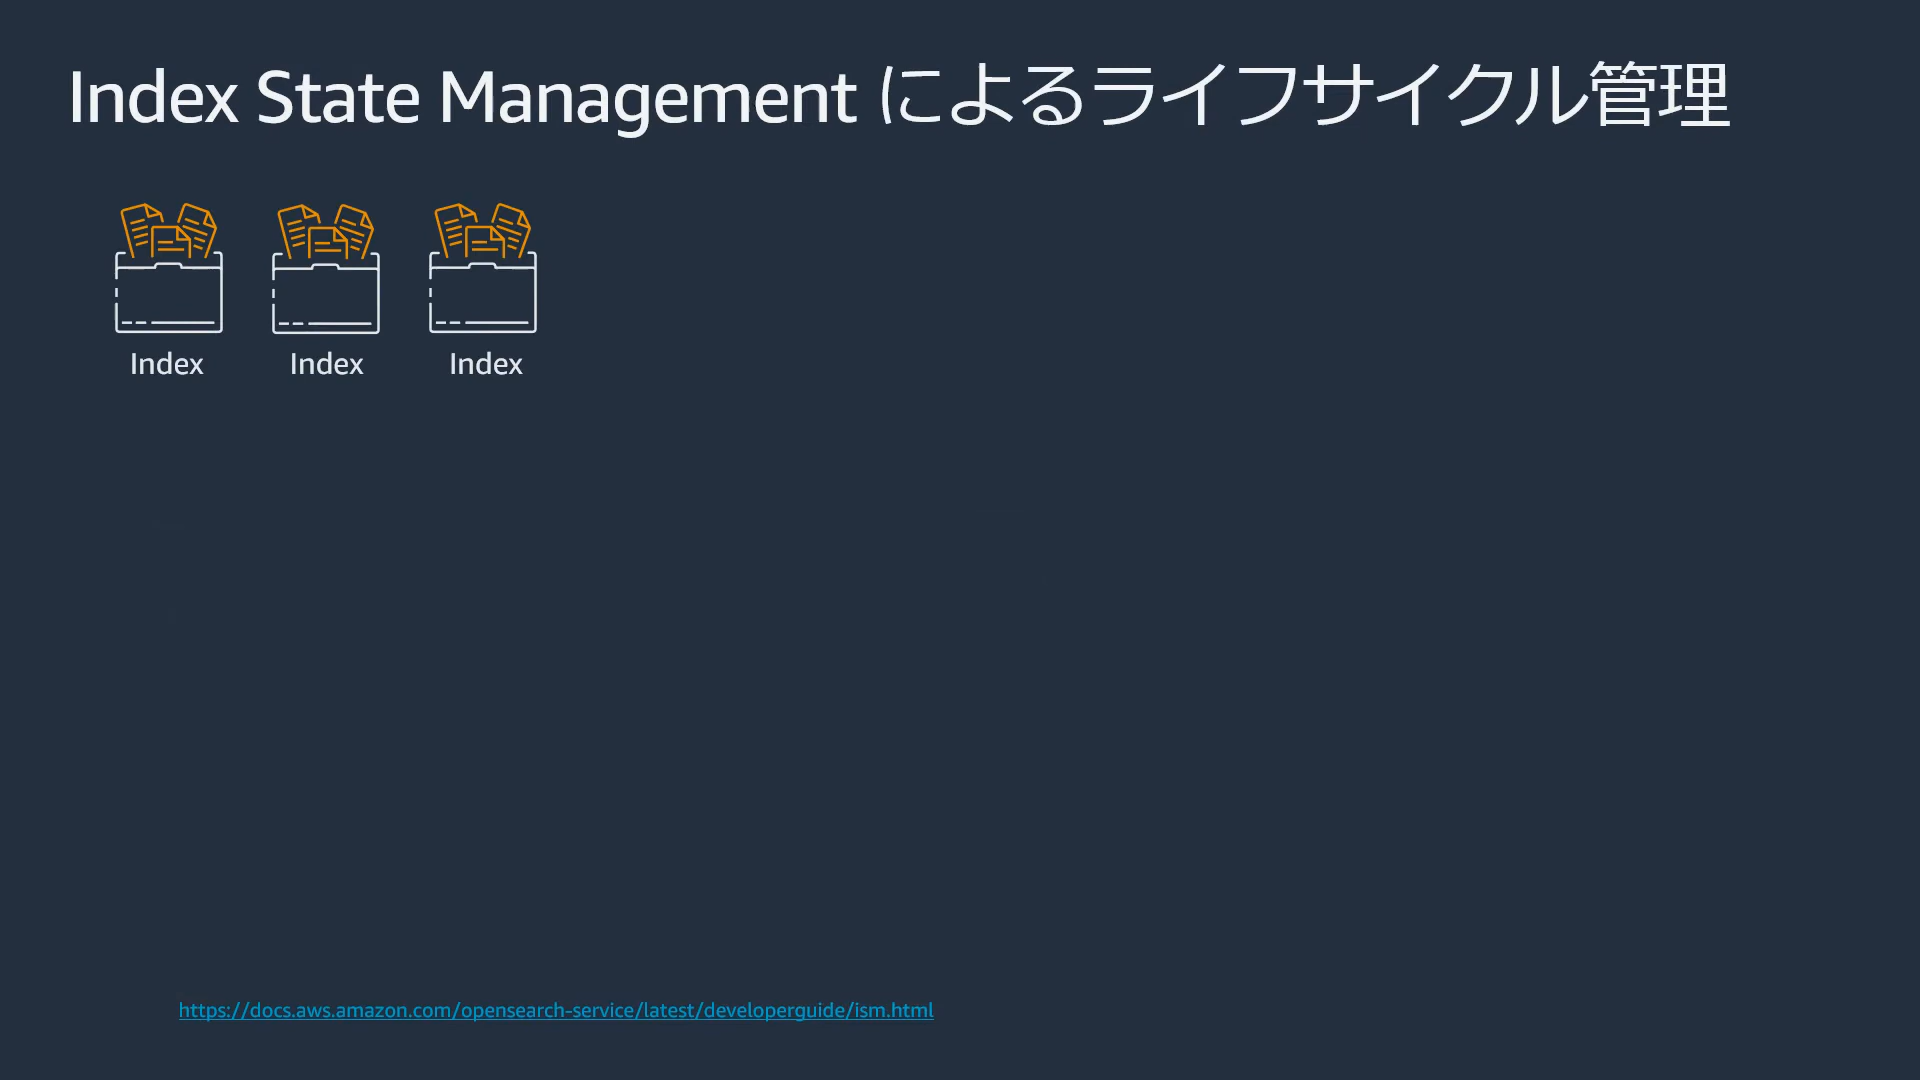 Index State Management によるライフサイクル管理
Index Index Index
https://docs.aws.amazon.com/opensearch-service/latest/developerguide/ism.html